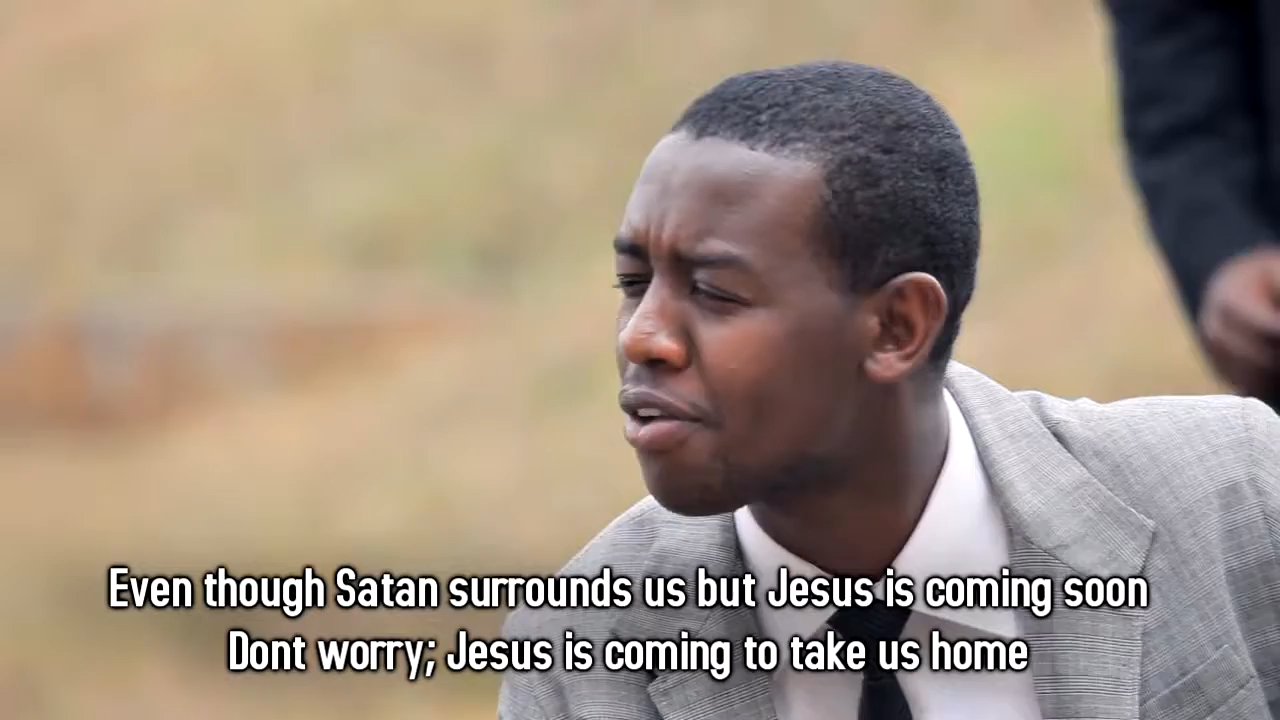 Even though Satan surrounds us but Jesus is coming soon
Dont worry; Jesus is coming to take us home